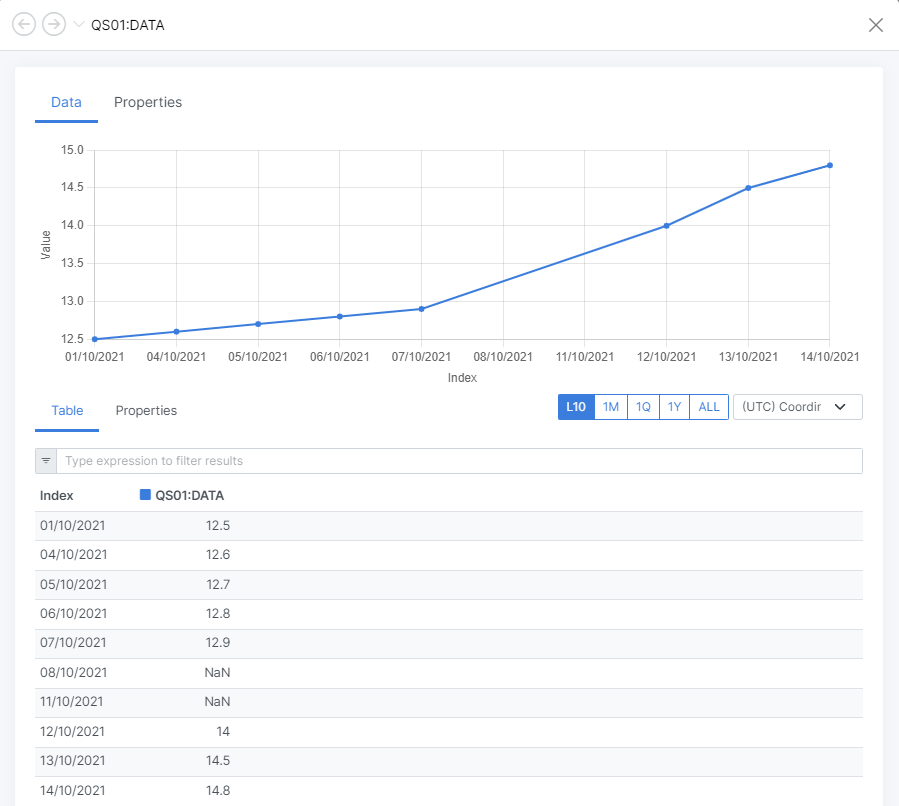 QS01:DATA
Data Properties
15.0
14.5
14.0
13.5
13.0
12.5
Value
01/10/2021 04/10/2021 05/10/2021 06/10/2021 07/10/2021 08/10/2021 11/10/2021 12/10/2021 13/10/2021 14/10/2021
Index
Table Properties L10 1M 1Q 1Y ALL (UTC) Coordir
Type expression to filter results
Index QS01:DATA
01/10/2021 12.5
04/10/2021 12.6
05/10/2021 12.7
06/10/2021 12.8
07/10/2021 12.9
08/10/2021 NaN
11/10/2021 NaN
12/10/2021 14
13/10/2021 14.5
14/10/2021 14.8